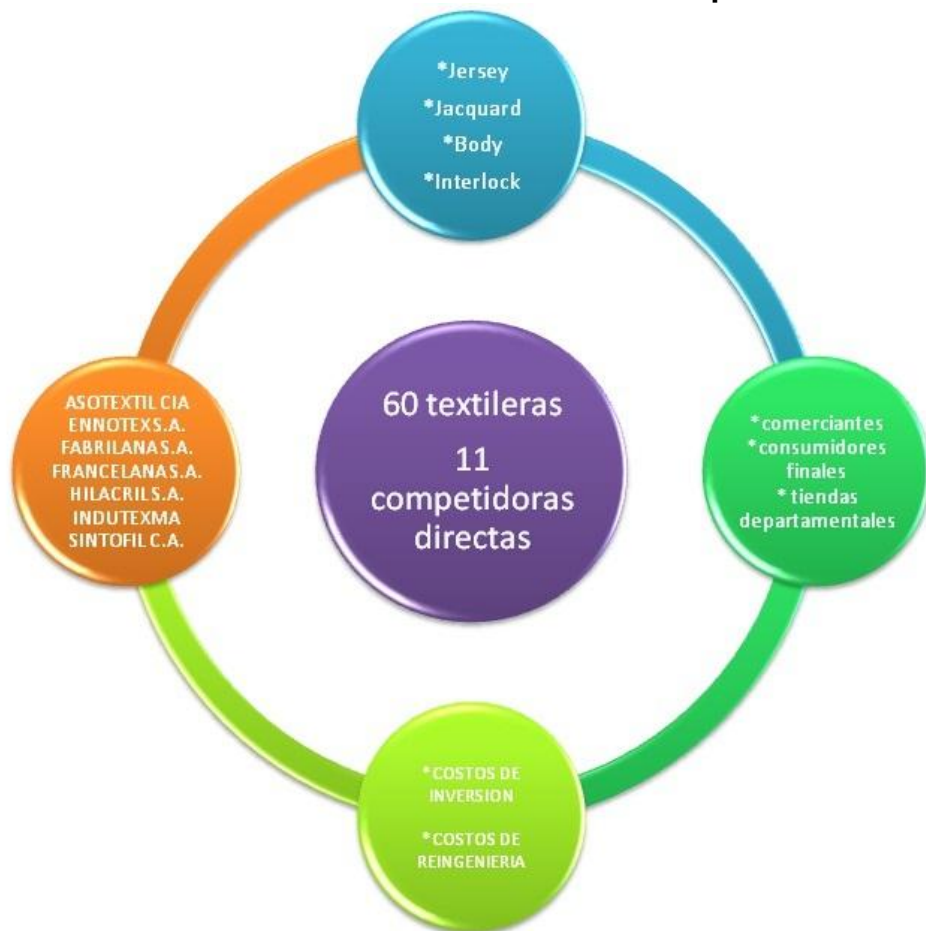 *Jersey
*Jacquard
*Body
*Interlock
ASOTEXTIL CIA
ENNOTEXS.A.
FABRILANAS.A.
FRANCELANAS.A.
HILACRILS.A.
INDUTEXMA
SINTOFIL C.A.
60 textileras
11
competidoras
directas
*comerciantes
*consumidores
finales
* tiendas
departamentales
*COSTOS DE
INVERSION
*COSTOS DE
REINGENIERIA